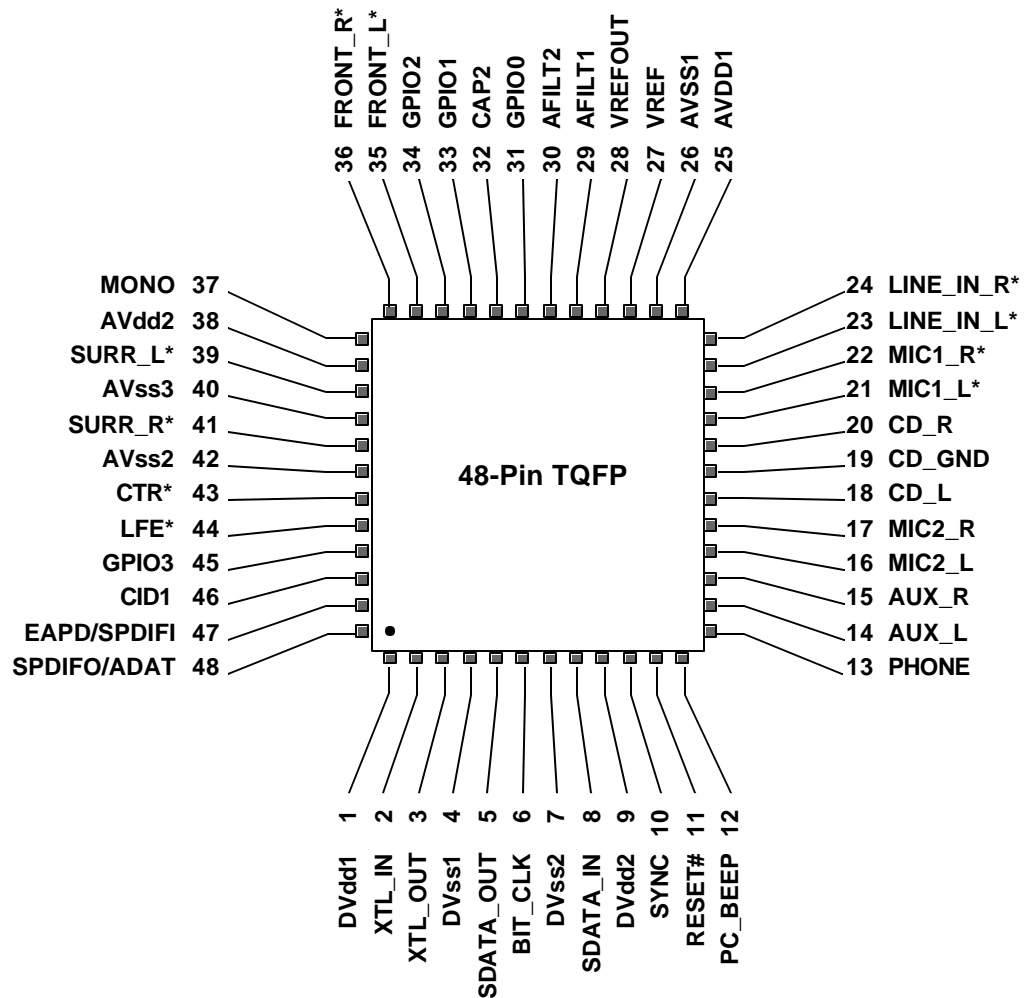 36 FRONT_R*
35 FRONT_L*
34 GPIO2
33 GPIO1
32 CAP2
31 GPIO0
30 AFILT2
29 AFILT1
28 VREFOUT
27 VREF
26 AVSS1
25 AVDD1
MONO 37
AVdd2 38
SURR_L* 39
AVss3 40
SURR_R* 41
AVss2 42
CTR* 43
LFE* 44
GPIO3 45
CID1 46
EAPD/SPDIFI 47
SPDIFO/ADAT 48
48-Pin TQFP
24 LINE_IN_R*
23 LINE_IN_L*
22 MIC1_R*
21 MIC1_L*
20 CD_R
19 CD_GND
18 CD_L
17 MIC2_R
16 MIC2_L
15 AUX_R
14 AUX_L
13 PHONE
DVdd1 1
XTL_IN 2
XTL_OUT 3
DVss1 4
SDATA_OUT 5
BIT_CLK 6
DVss2 7
SDATA_IN 8
DVdd2 9
SYNC 10
RESET# 11
PC_BEEP 12